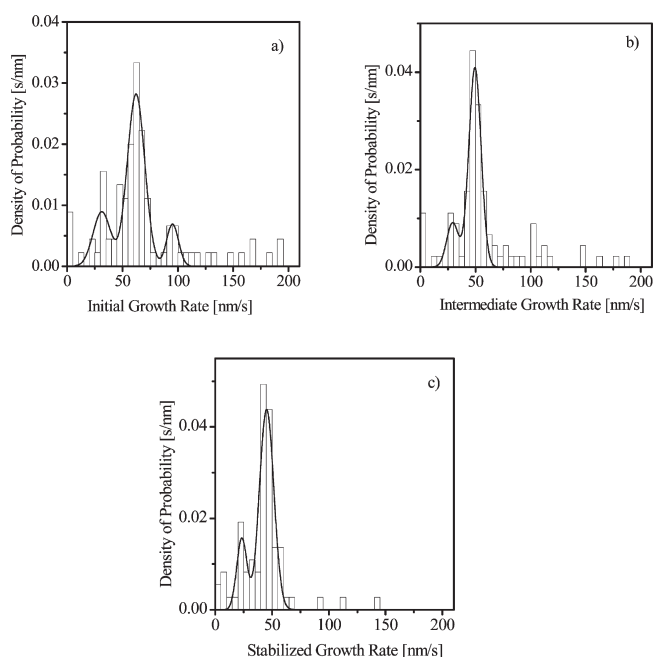 a)
Density of Probability [s/nm]
0.04
0.03
0.02
0.01
0.00
0 50 100 150 200
Initial Growth Rate [nm/s]
b)
Density of Probability [s/nm]
0.04
0.02
0.00
0 50 100 150 200
Intermediate Growth Rate [nm/s]
c)
Density of Probability [s/nm]
0.04
0.02
0.00
0 50 100 150 200
Stabilized Growth Rate [nm/s]